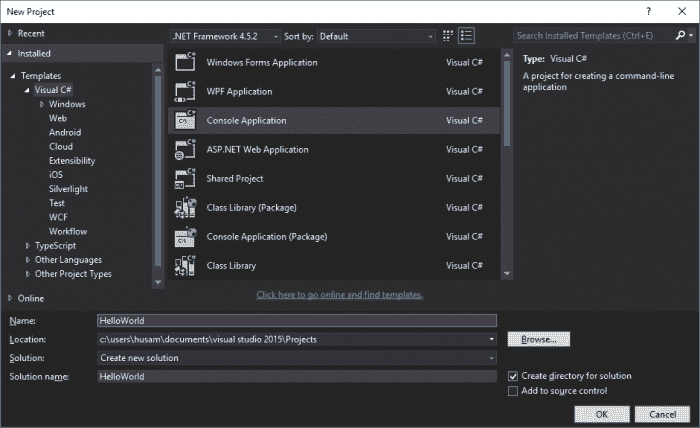 New Project
? ×
Recent
.NET Framework 4.5.2 Sort by: Default
Search Installed Templates (Ctrl+E)
Installed
Templates
Visual C#
Windows
Web
Android
Cloud
Extensibility
iOS
Silverlight
Test
WCF
Workflow
TypeScript
Other Languages
Other Project Types
Online
Windows Forms Application Visual C#
WPF Application Visual C#
Console Application Visual C#
ASP.NET Web Application Visual C#
Shared Project Visual C#
Class Library (Package) Visual C#
Console Application (Package) Visual C#
Class Library Visual C#
Type: Visual C#
A project for creating a command-line
application
Click here to go online and find templates.
Name: HelloWorld
Location: c:\users\husam\documents\visual studio 2015\Projects
Browse...
Solution: Create new solution
Solution name: HelloWorld
Create directory for solution
Add to source control
OK Cancel